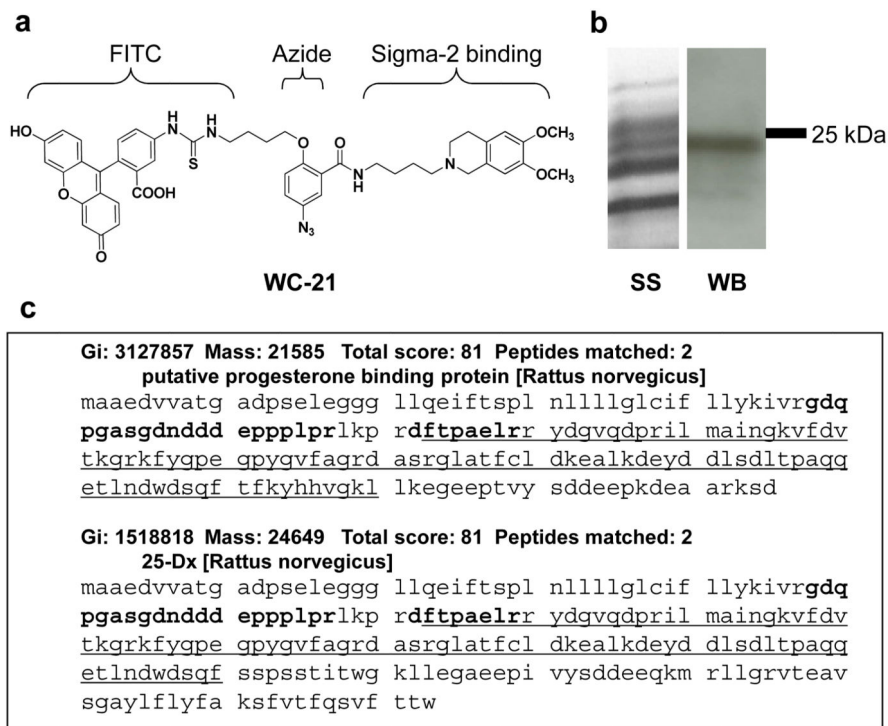 a
b
FITC
Azide
Sigma-2 binding
HO
O
O
COOH
H
N
S
H
N
O
O
N
H
N3
N
OCH3
OCH3
WC-21
25 kDa
SS
WB
c
Gi: 3127857 Mass: 21585 Total score: 81 Peptides matched: 2
putative progesterone binding protein [Rattus norvegicus]
maaedvvatg adpseleggg llqeiftspl nllllglcif llykivrgdq
pgasgdnddd epppplprlkp rdftpaelrr ydgvqdpril maingkvfdv
tkgrkfygpe gpygvfagrd asrglatfcl dkealkdeyd dlsdltpaqq
etlndwdsqf tfkyhhvgkl lkegeeptvy sddeepkdea arksd
Gi: 1518818 Mass: 24649 Total score: 81 Peptides matched: 2
25-Dx [Rattus norvegicus]
maaedvvatg adpseleggg llqeiftspl nllllglcif llykivrgdq
pgasgdnddd epppplprlkp rdftpaelrr ydgvqdpril maingkvfdv
tkgrkfygpe gpygvfagrd asrglatfcl dkealkdeyd dlsdltpaqq
etlndwdsqf sspsstitwg kllegaeepi vysddeeqkm rllgrvteav
sgaylflyfa ksfvtfqsvf ttw